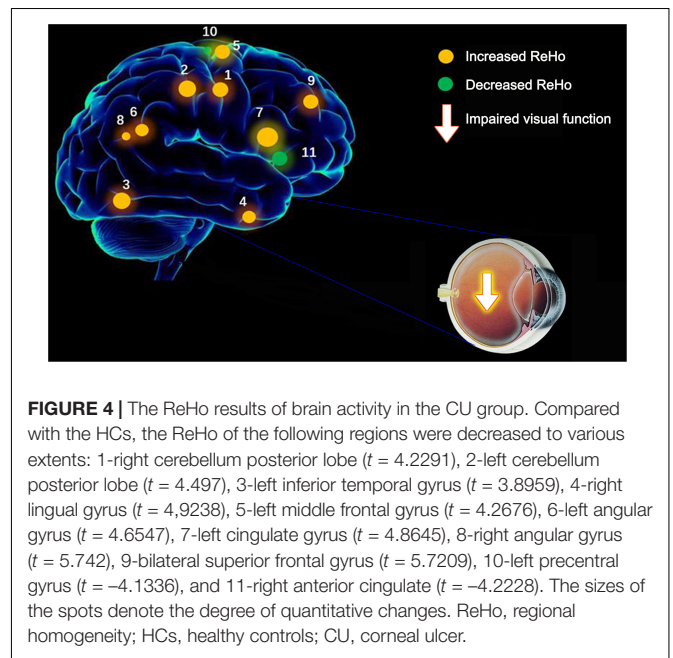 10
5
2
1
9
6
7
8
11
3
4
Increased ReHo
Decreased ReHo
Impaired visual function
FIGURE 4 | The ReHo results of brain activity in the CU group. Compared
with the HCs, the ReHo of the following regions were decreased to various
extents: 1-right cerebellum posterior lobe (t = 4.2291), 2-left cerebellum
posterior lobe (t = 4.497), 3-left inferior temporal gyrus (t = 3.8959), 4-right
lingual gyrus (t = 4,9238), 5-left middle frontal gyrus (t = 4.2676), 6-left angular
gyrus (t = 4.6547), 7-left cingulate gyrus (t = 4.8645), 8-right angular gyrus
(t = 5.742), 9-bilateral superior frontal gyrus (t = 5.7209), 10-left precentral
gyrus (t = –4.1336), and 11-right anterior cingulate (t = –4.2228). The sizes of
the spots denote the degree of quantitative changes. ReHo, regional
homogeneity; HCs, healthy controls; CU, corneal ulcer.